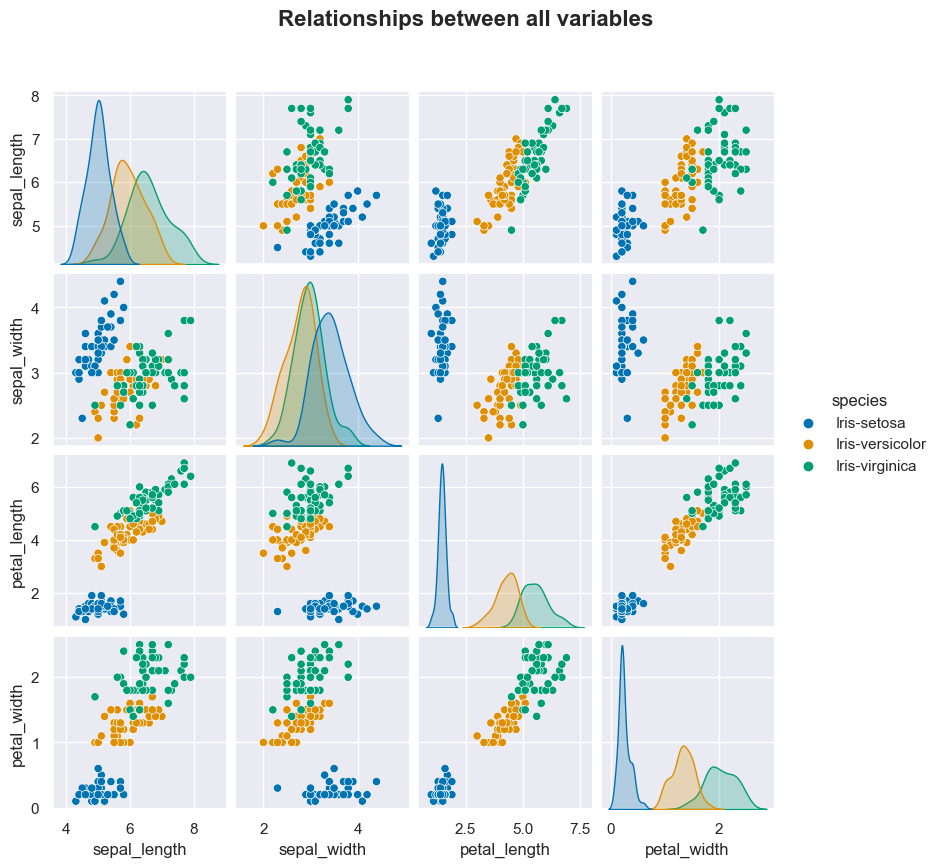 Relationships between all variables
8
7
6
5
sepal_length
4
3
2
sepal_width
6
4
2
petal_length
2
1
0
petal_width
4 6 8
sepal_length
2 4
sepal_width
2.5 5.0 7.5
petal_length
0 2
petal_width
species
Iris-setosa
Iris-versicolor
Iris-virginica